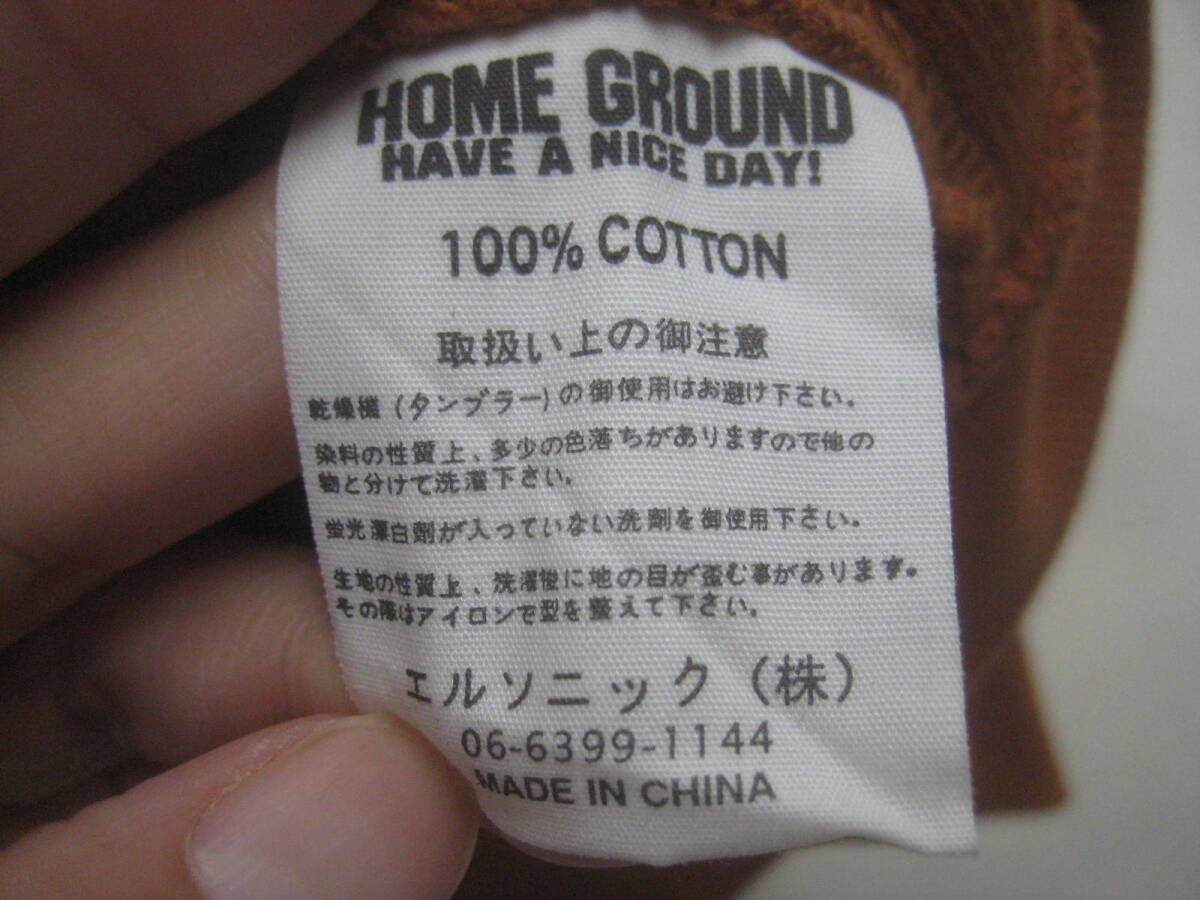 HOME GROUND
HAVE A NICE DAY!
100% COTTON
取扱い上の御注意
乾燥機(タンブラー)の御使用はお避け下さい。
染料の性質上、多少の色落ちがありますので他の
物と分けて洗濯下さい。
蛍光漂白剤が入っていない洗剤を御使用下さい。
生地の性質上、洗濯後に地の目が歪む事があります。
その際はアイロンで型を整えて下さい。
エルソニック(株)
06-6399-1144
MADE IN CHINA